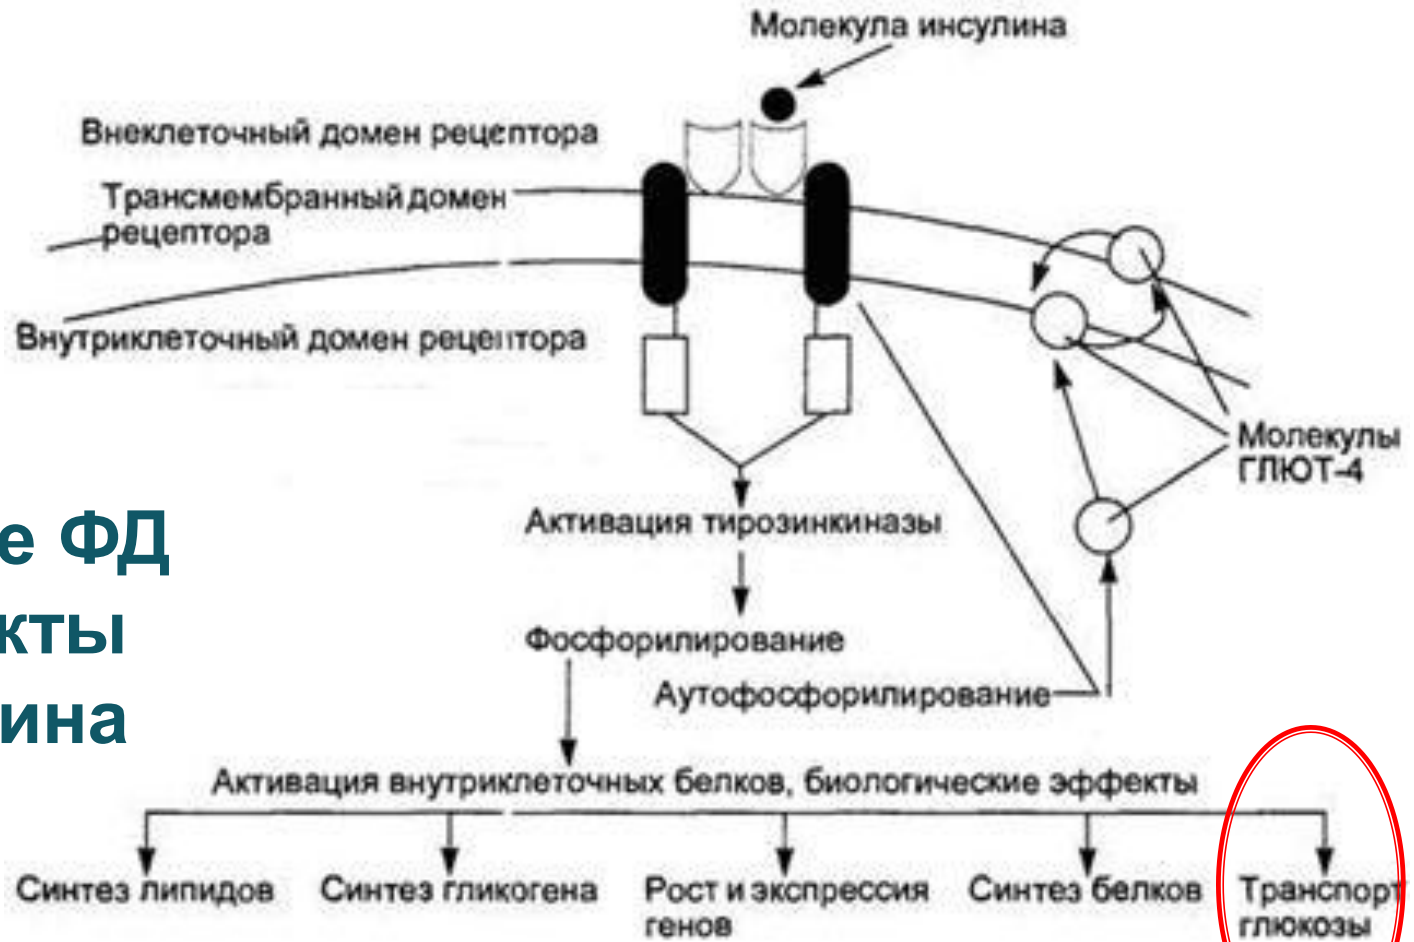 Молекула инсулина
Внеклеточный домен рецептора
Трансмембранный домен
рецептора
Внутриклеточный домен рецептора
Молекулы
ГЛЮТ-4
Активация тирозинкиназы
е ФД
кты
ина
Фосфорилирование
Аутофосфорилирование
Активация внутриклеточных белков, биологические эффекты
Синтез липидов
Синтез гликогена
Рост и экспрессия
генов
Синтез белков
Транспорт
глюкозы